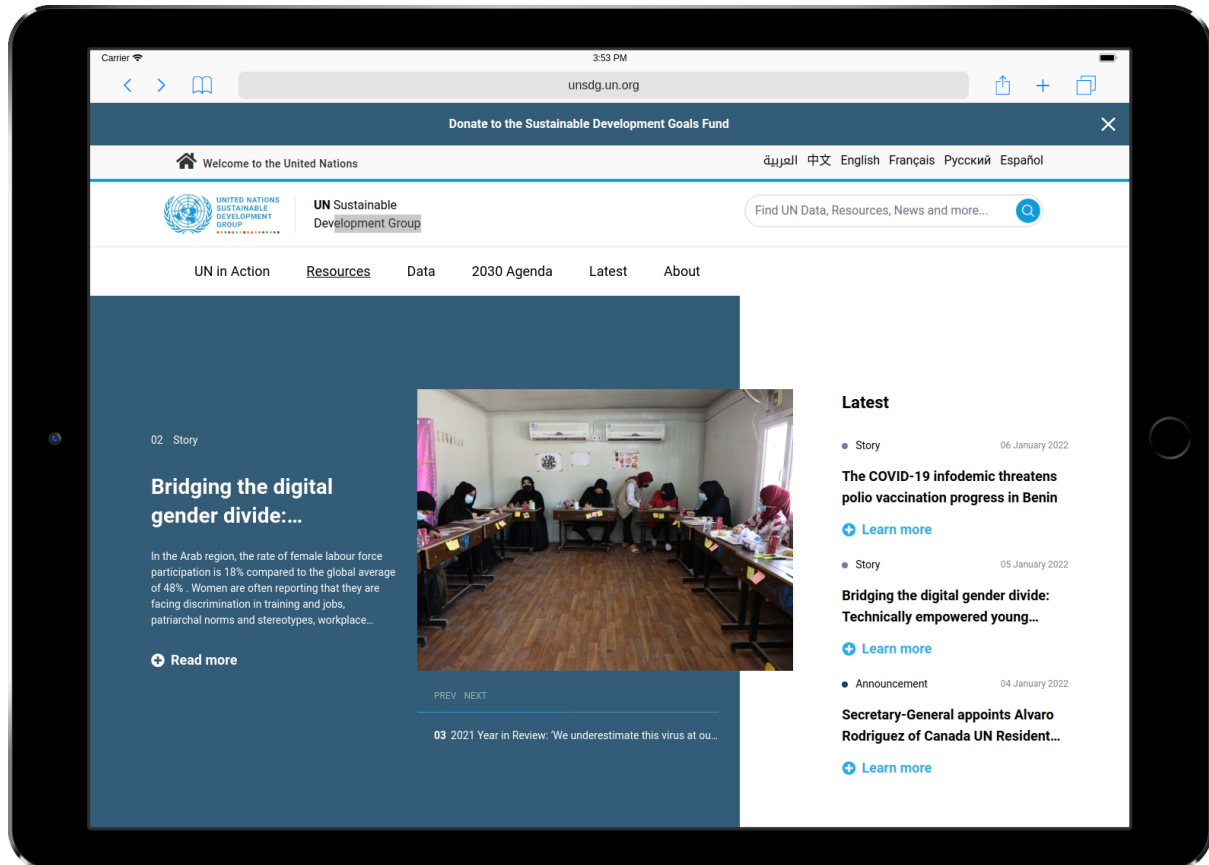 Carrier
3:53 PM
unsdg.un.org
Donate to the Sustainable Development Goals Fund
Welcome to the United Nations
العربية 中文 English Français Русский Español
UNITED NATIONS
SUSTAINABLE
DEVELOPMENT
GROUP
UN Sustainable
Development Group
Find UN Data, Resources, News and more...
UN in Action Resources Data 2030 Agenda Latest About
02 Story
Bridging the digital
gender divide:...
In the Arab region, the rate of female labour force
participation is 18% compared to the global average
of 48% . Women are often reporting that they are
facing discrimination in training and jobs,
patriarchal norms and stereotypes, workplace...
Read more
PREV NEXT
03 2021 Year in Review: ‘We underestimate this virus at ou...
Latest
Story 06 January 2022
The COVID-19 infodemic threatens
polio vaccination progress in Benin
Learn more
Story 05 January 2022
Bridging the digital gender divide:
Technically empowered young...
Learn more
Announcement 04 January 2022
Secretary-General appoints Alvaro
Rodriguez of Canada UN Resident...
Learn more